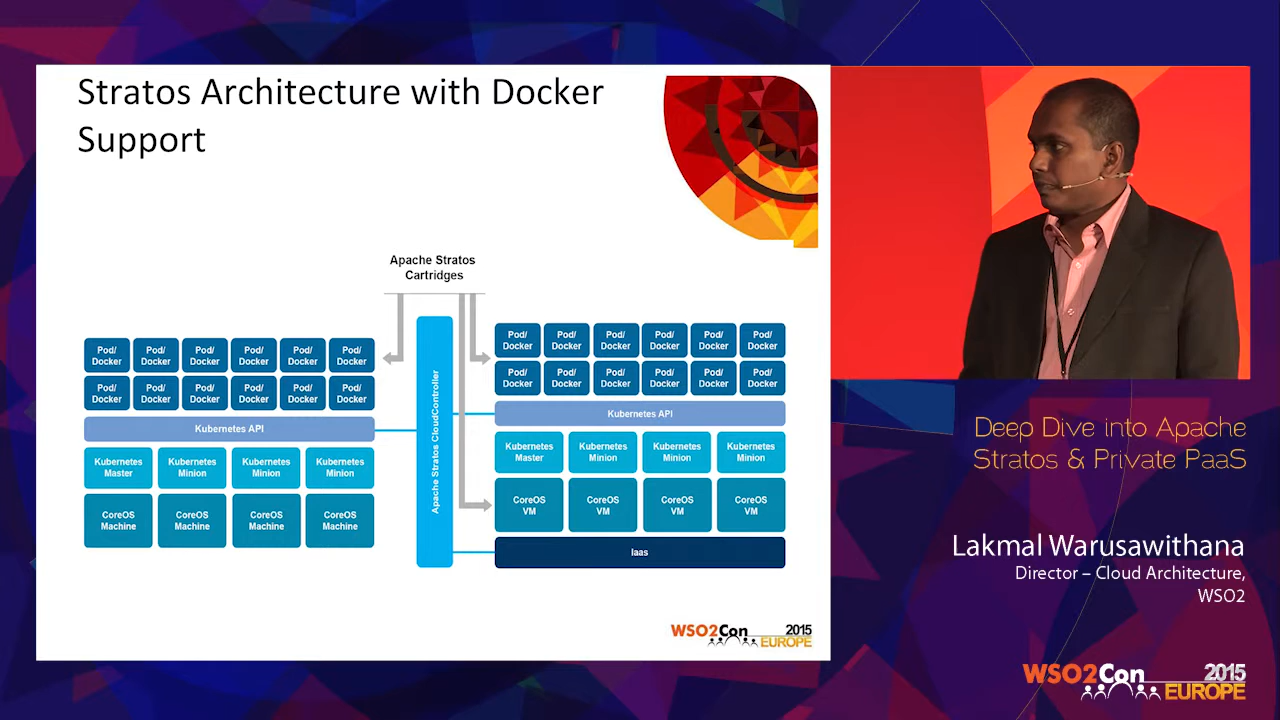 Stratos Architecture with Docker
Support
Apache Stratos
Cartridges
Pod/
Docker
Pod/
Docker
Pod/
Docker
Pod/
Docker
Pod/
Docker
Pod/
Docker
Pod/
Docker
Pod/
Docker
Pod/
Docker
Pod/
Docker
Pod/
Docker
Pod/
Docker
Kubernetes API
Kubernetes
Master
Kubernetes
Minion
Kubernetes
Minion
Kubernetes
Minion
CoreOS
Machine
CoreOS
Machine
CoreOS
Machine
CoreOS
Machine
Apache Stratos CloudController
Pod/
Docker
Pod/
Docker
Pod/
Docker
Pod/
Docker
Pod/
Docker
Pod/
Docker
Pod/
Docker
Pod/
Docker
Pod/
Docker
Pod/
Docker
Pod/
Docker
Pod/
Docker
Kubernetes API
Kubernetes
Master
Kubernetes
Minion
Kubernetes
Minion
Kubernetes
Minion
CoreOS
VM
CoreOS
VM
CoreOS
VM
CoreOS
VM
Iaas
WSO2Con 2015
EUROPE
Deep Dive into Apache
Stratos & Private PaaS
Lakmal Warusawithana
Director – Cloud Architecture,
WSO2
WSO2Con 2015
EUROPE